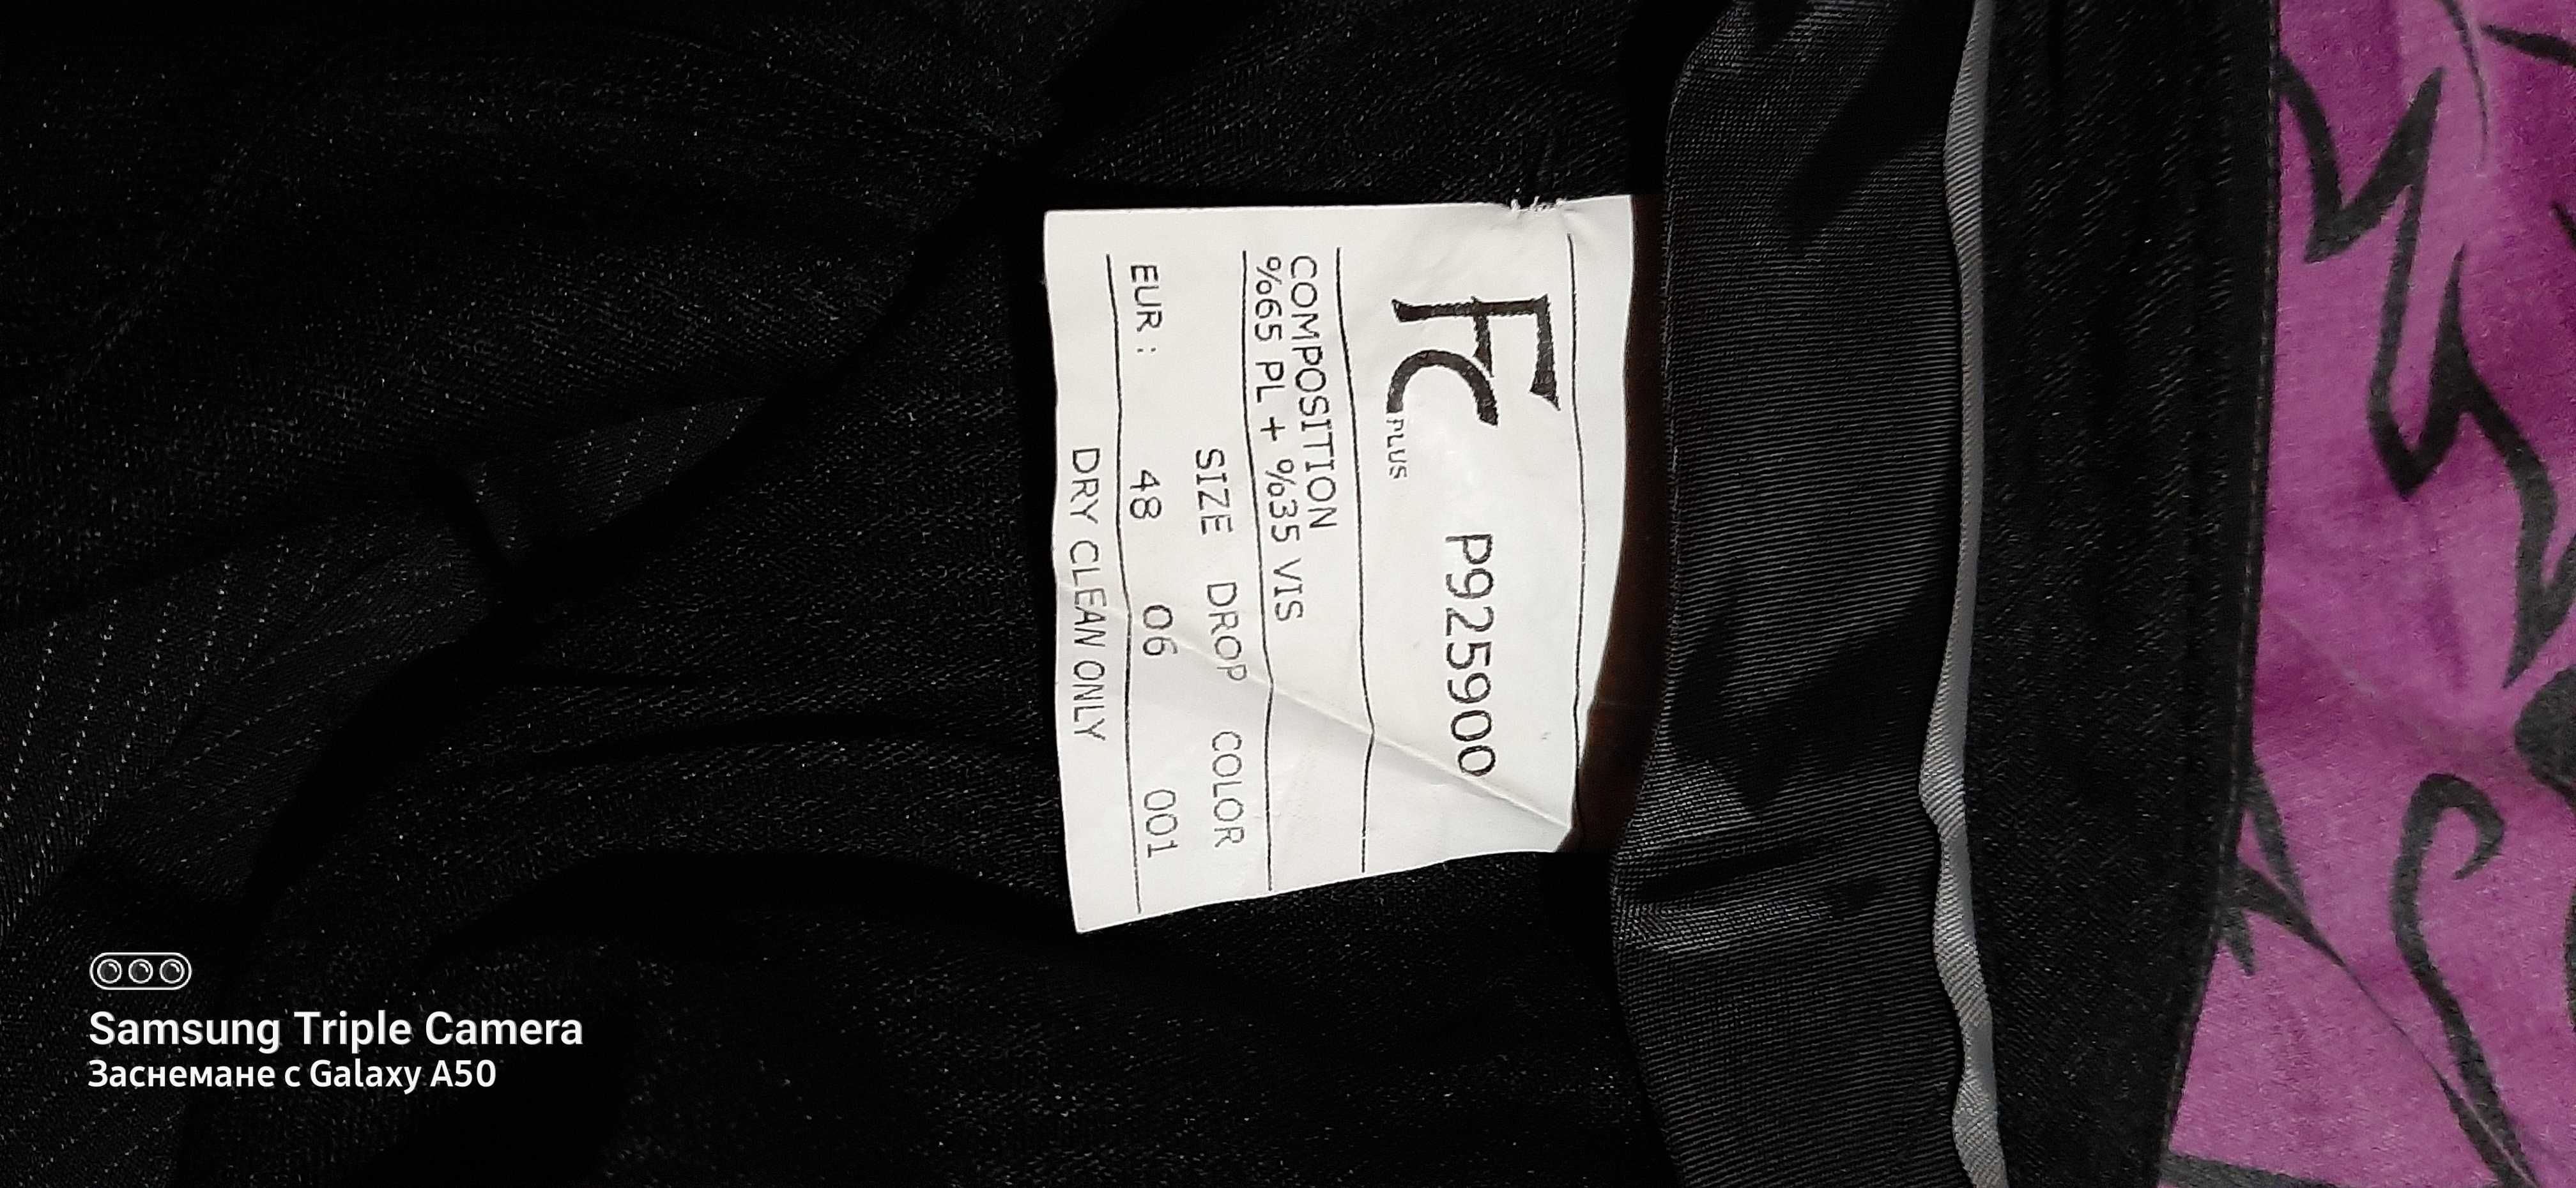 FC PLUS P925900
COMPOSITION
%665 PL + %35 VIS
SIZE DROP COLOR
EUR : 48 06 001
DRY CLEAN ONLY
Samsung Triple Camera
Заснемане с Galaxy A50